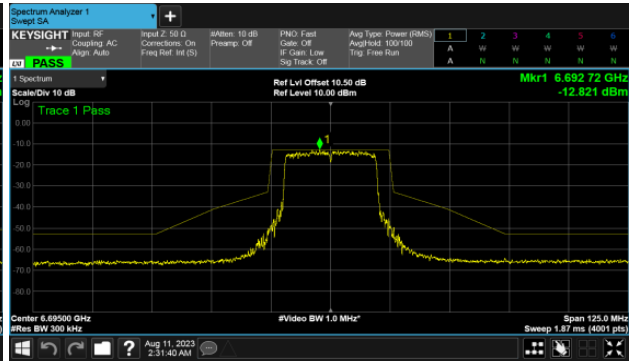 Spectrum Analyzer 1
Swept SA
+
KEYSIGHT Input: RF Input Z: 50 Ω #Atten: 10 dB PNO: Fast Avg Type: Power (RMS) 1 2 3 4 5 6
Coupling: AC Corrections: On Preamp: Off Gate: Off Avg|Hold: 100/100 A W W W W W
Align: Auto Freq Ref: Int (S) IF Gain: Low Trig: Free Run
Sig Track: Off A N N N N N
LXI PASS
1 Spectrum Ref Lvl Offset 10.50 dB Mkr1 6.692 72 GHz
Scale/Div 10 dB Ref Level 10.00 dBm -12.821 dBm
Log
Trace 1 Pass
0.00
1
-10.0
-20.0
-30.0
-40.0
-50.0
-60.0
-70.0
-80.0
Center 6.69500 GHz #Video BW 1.0 MHz* Span 125.0 MHz
#Res BW 300 kHz Sweep 1.87 ms (4001 pts)
? Aug 11, 2023
2:31:40 AM